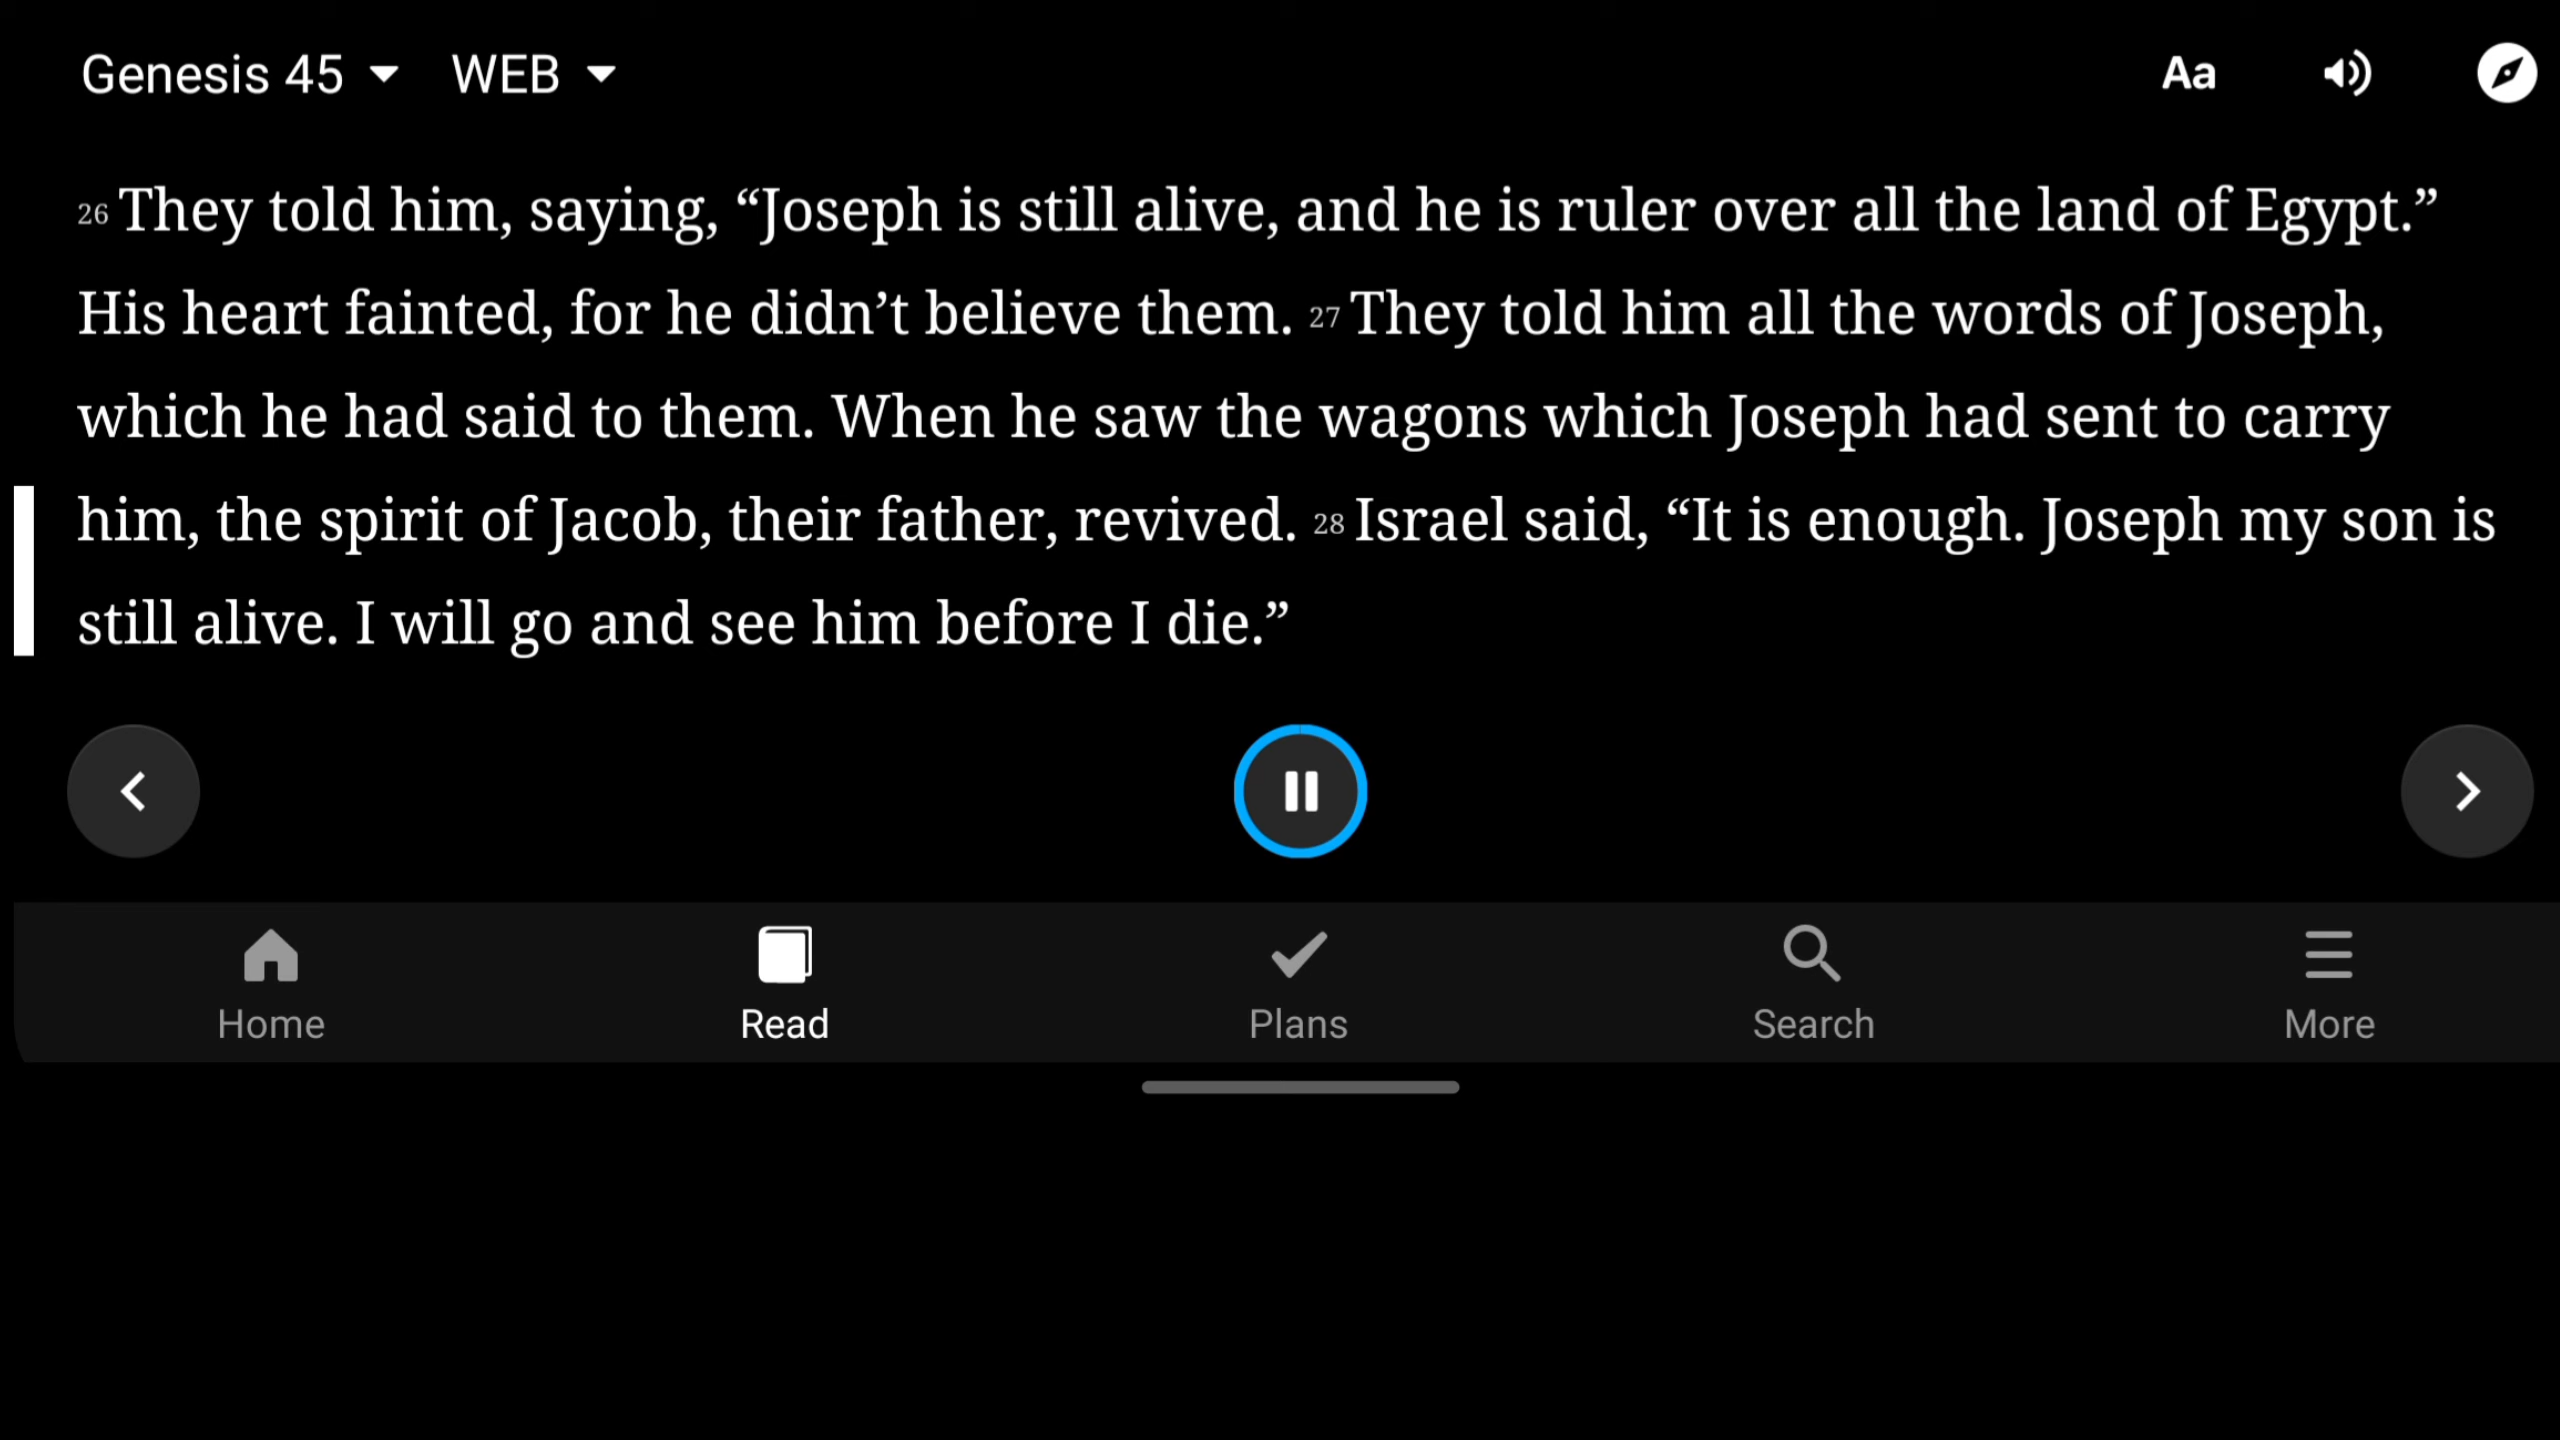 Genesis 45 WEB Aa
26 They told him, saying, “Joseph is still alive, and he is ruler over all the land of Egypt.”
His heart fainted, for he didn’t believe them. 27 They told him all the words of Joseph,
which he had said to them. When he saw the wagons which Joseph had sent to carry
him, the spirit of Jacob, their father, revived. 28 Israel said, “It is enough. Joseph my son is
still alive. I will go and see him before I die.”
Home Read Plans Search More